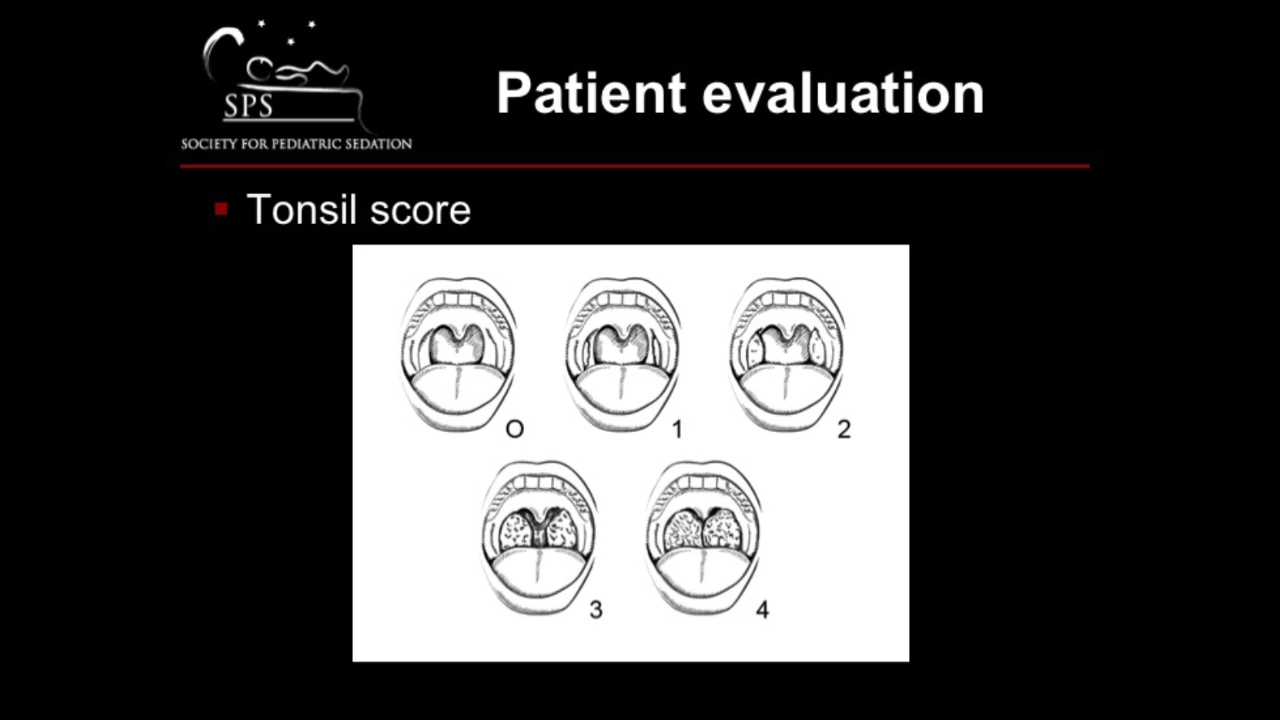 SPS
SOCIETY FOR PEDIATRIC SEDATION
Patient evaluation
Tonsil score
O
1
2
3
4